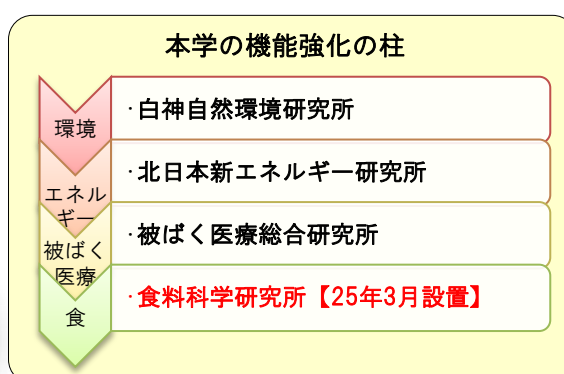 本学の機能強化の柱
環境
・白神自然環境研究所
エネル
ギー
・北日本新エネルギー研究所
被ばく
医療
・被ばく医療総合研究所
食
・食料科学研究所【25年3月設置】